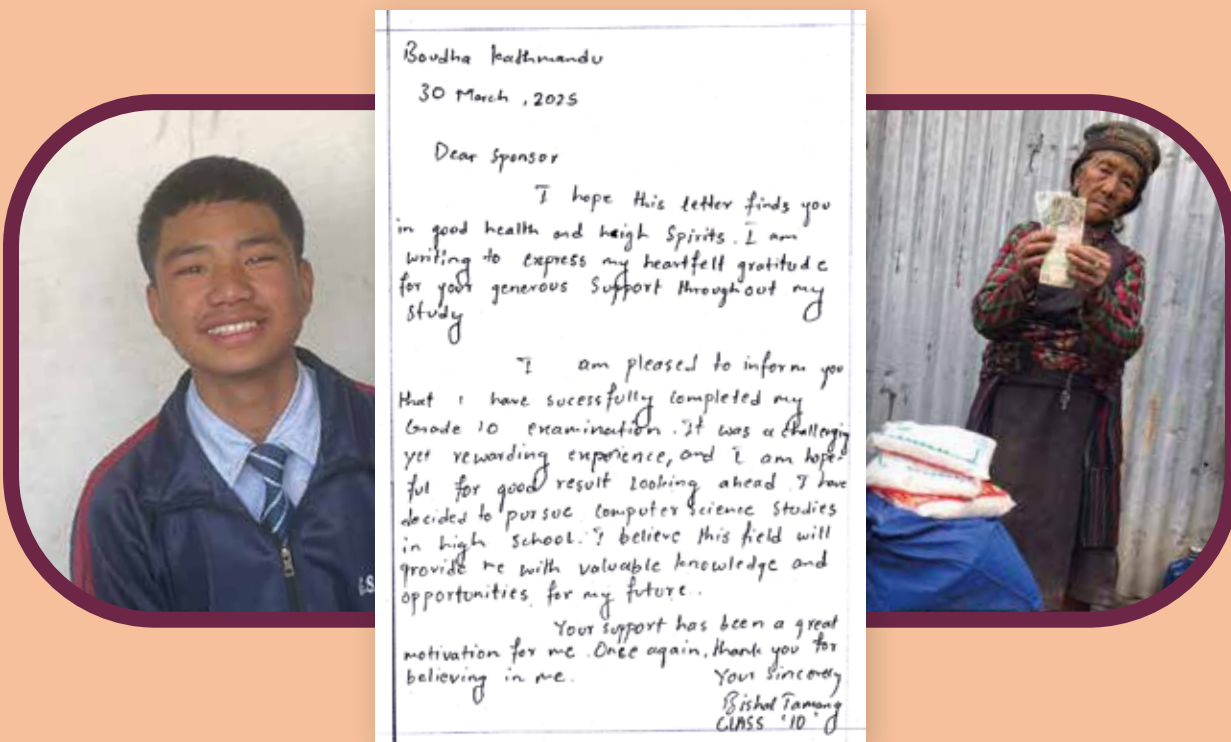 Boudha Kathmandu
30 March, 2025
Dear Sponsor
I hope this letter finds you
in good health and heigh Spirits. I am
writing to express my heartfelt gratitude
for your generous Support throughout my
study
I am pleased to inform you
that I have sucessfully completed my
Grade 10 examination. It was a challenging
yet rewarding experience, and I am hope-
ful for good result looking ahead. I have
decided to pursue Computer Science Studies
in high school. I believe this field will
provide me with valuable knowledge and
opportunities for my future..
Your support has been a great
motivation for me. Once again, thank you for
believing in me.
Your Sincerely
Bishal Tamang
CLASS '10'